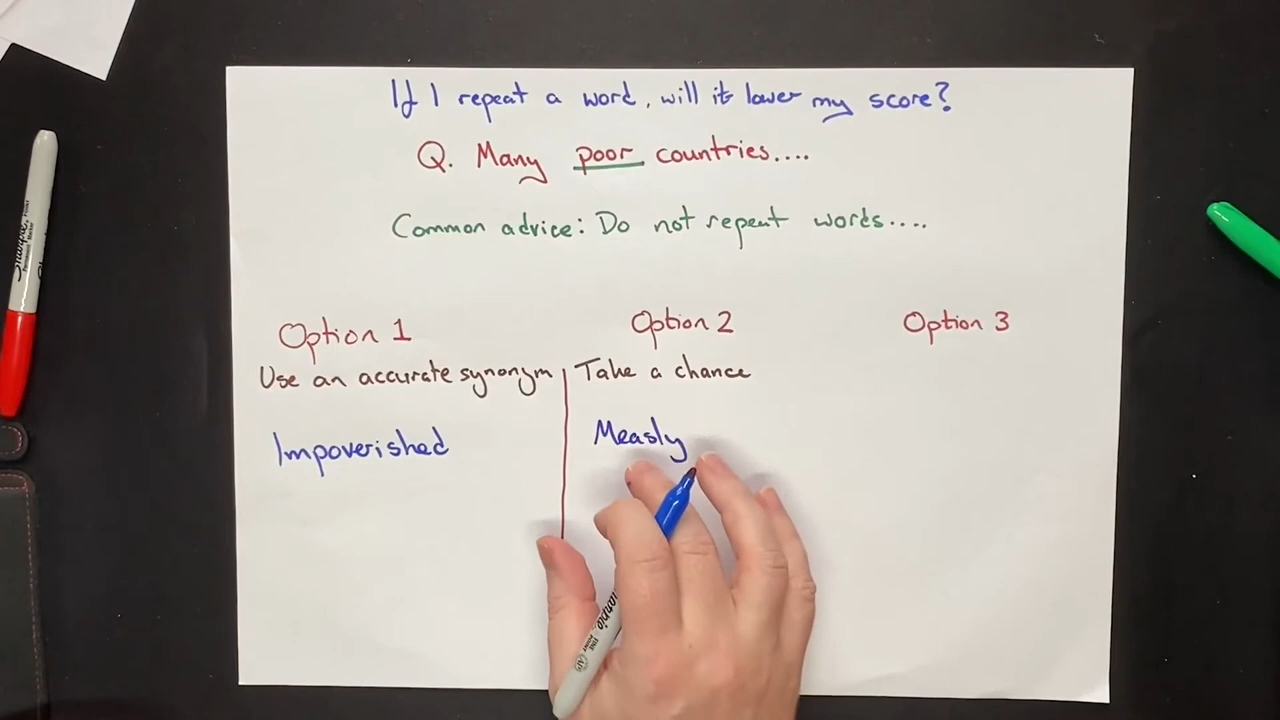 If I repeat a word, will it lower my score?
Q. Many poor countries....
Common advice: Do not repeat words....
Option 1
Option 2
Option 3
Use an accurate synonym
Take a chance
Impoverished
Measly
Sharpie